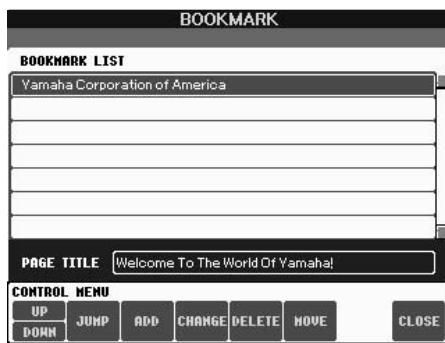 BOOKMARK
BOOKMARK LIST
Yamaha Corporation of America
PAGE TITLE Welcome To The World Of Yamaha!
CONTROL MENU
UP
DOWN
JUMP ADD CHANGE DELETE MOVE CLOSE